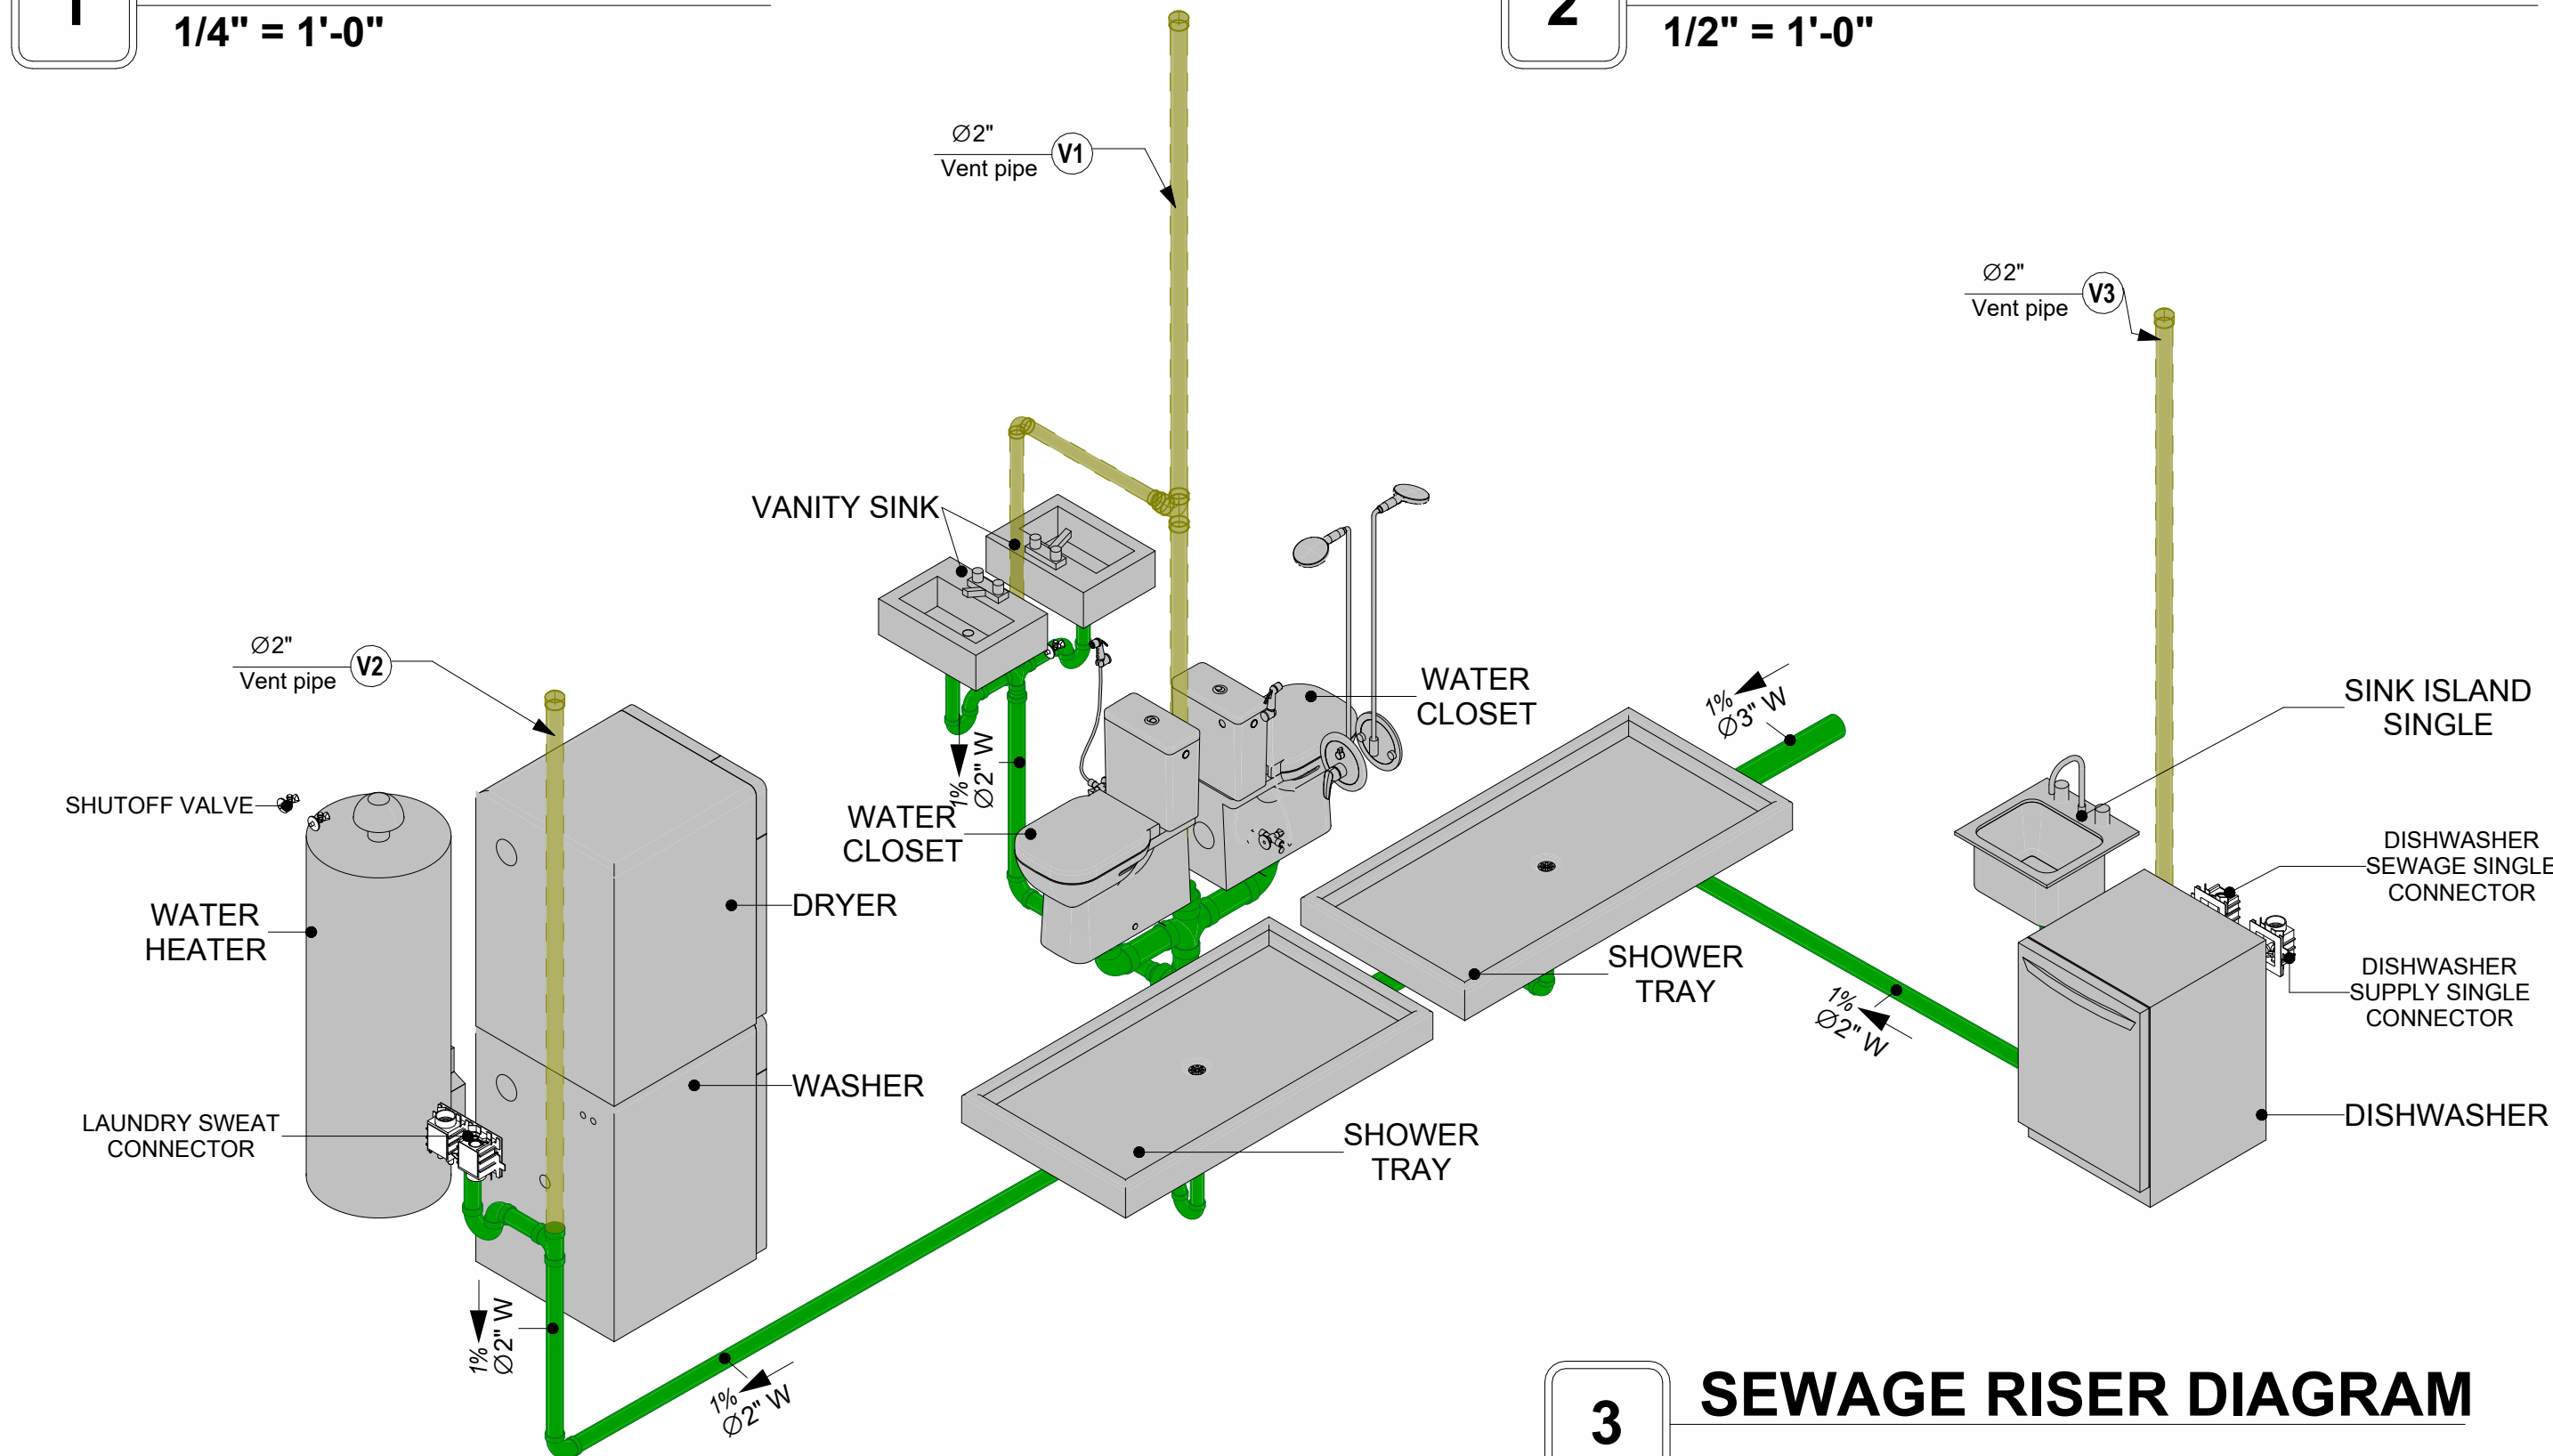 1
1/4" = 1'-0"
2
1/2" = 1'-0"
Ø2"
Vent pipe
V1
Ø2"
Vent pipe
V3
VANITY SINK
Ø2"
Vent pipe
V2
WATER
CLOSET
1%
Ø3" W
SINK ISLAND
SINGLE
1%
Ø2" W
SHUTOFF VALVE
WATER
CLOSET
DISHWASHER
SEWAGE SINGLE
CONNECTOR
WATER
HEATER
DRYER
SHOWER
TRAY
DISHWASHER
SUPPLY SINGLE
CONNECTOR
1%
Ø2" W
WASHER
LAUNDRY SWEAT
CONNECTOR
SHOWER
TRAY
DISHWASHER
1%
Ø2" W
1%
Ø2" W
3
SEWAGE RISER DIAGRAM